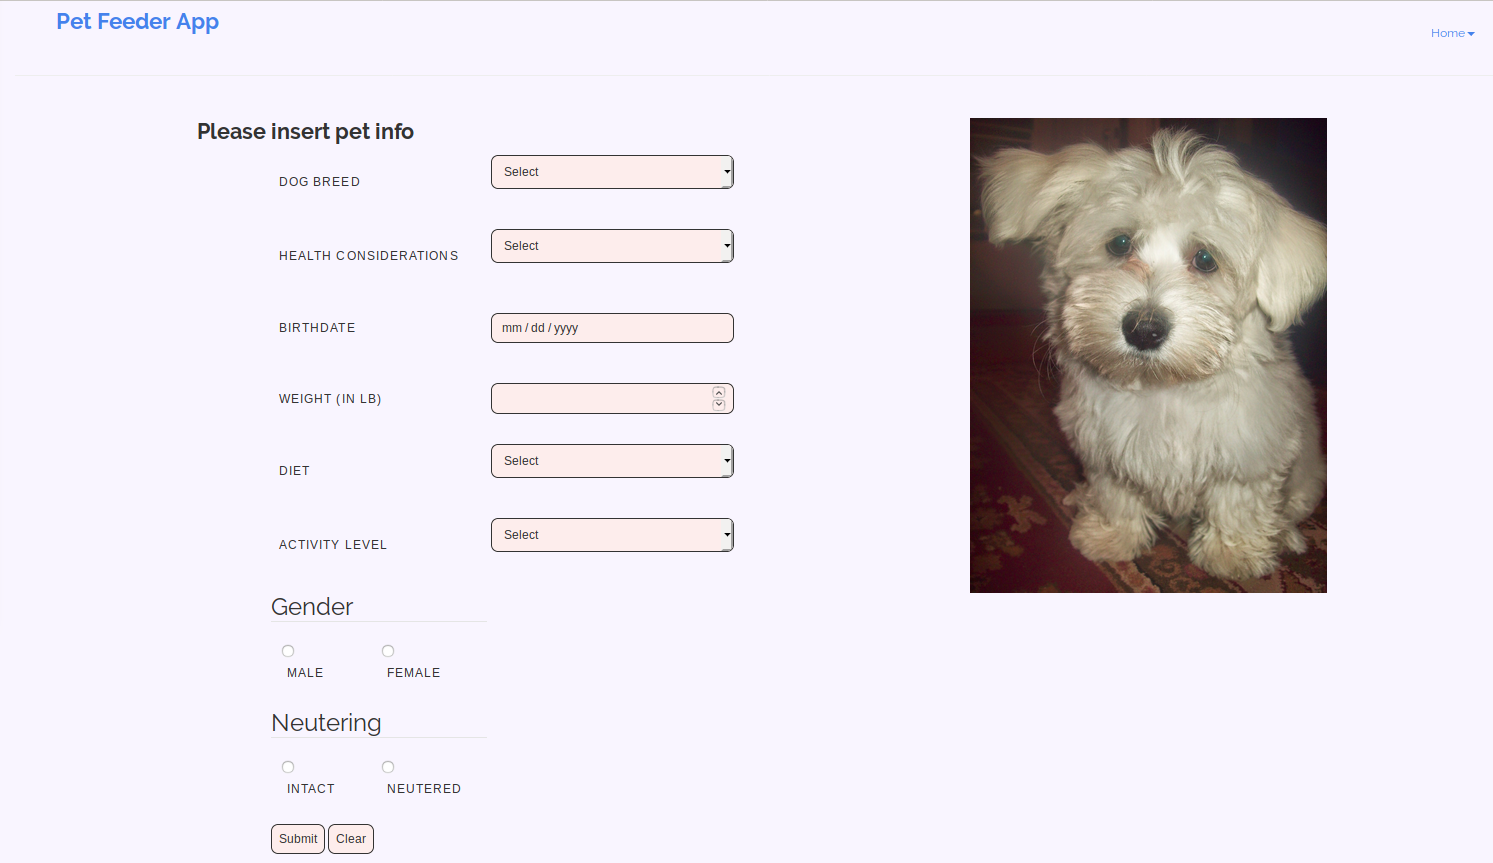 Pet Feeder App
Home
Please insert pet info
DOG BREED
Select
HEALTH CONSIDERATIONS
Select
BIRTHDATE
mm / dd / yyyy
WEIGHT (IN LB)
DIET
Select
ACTIVITY LEVEL
Select
Gender
MALE FEMALE
Neutering
INTACT NEUTERED
Submit Clear